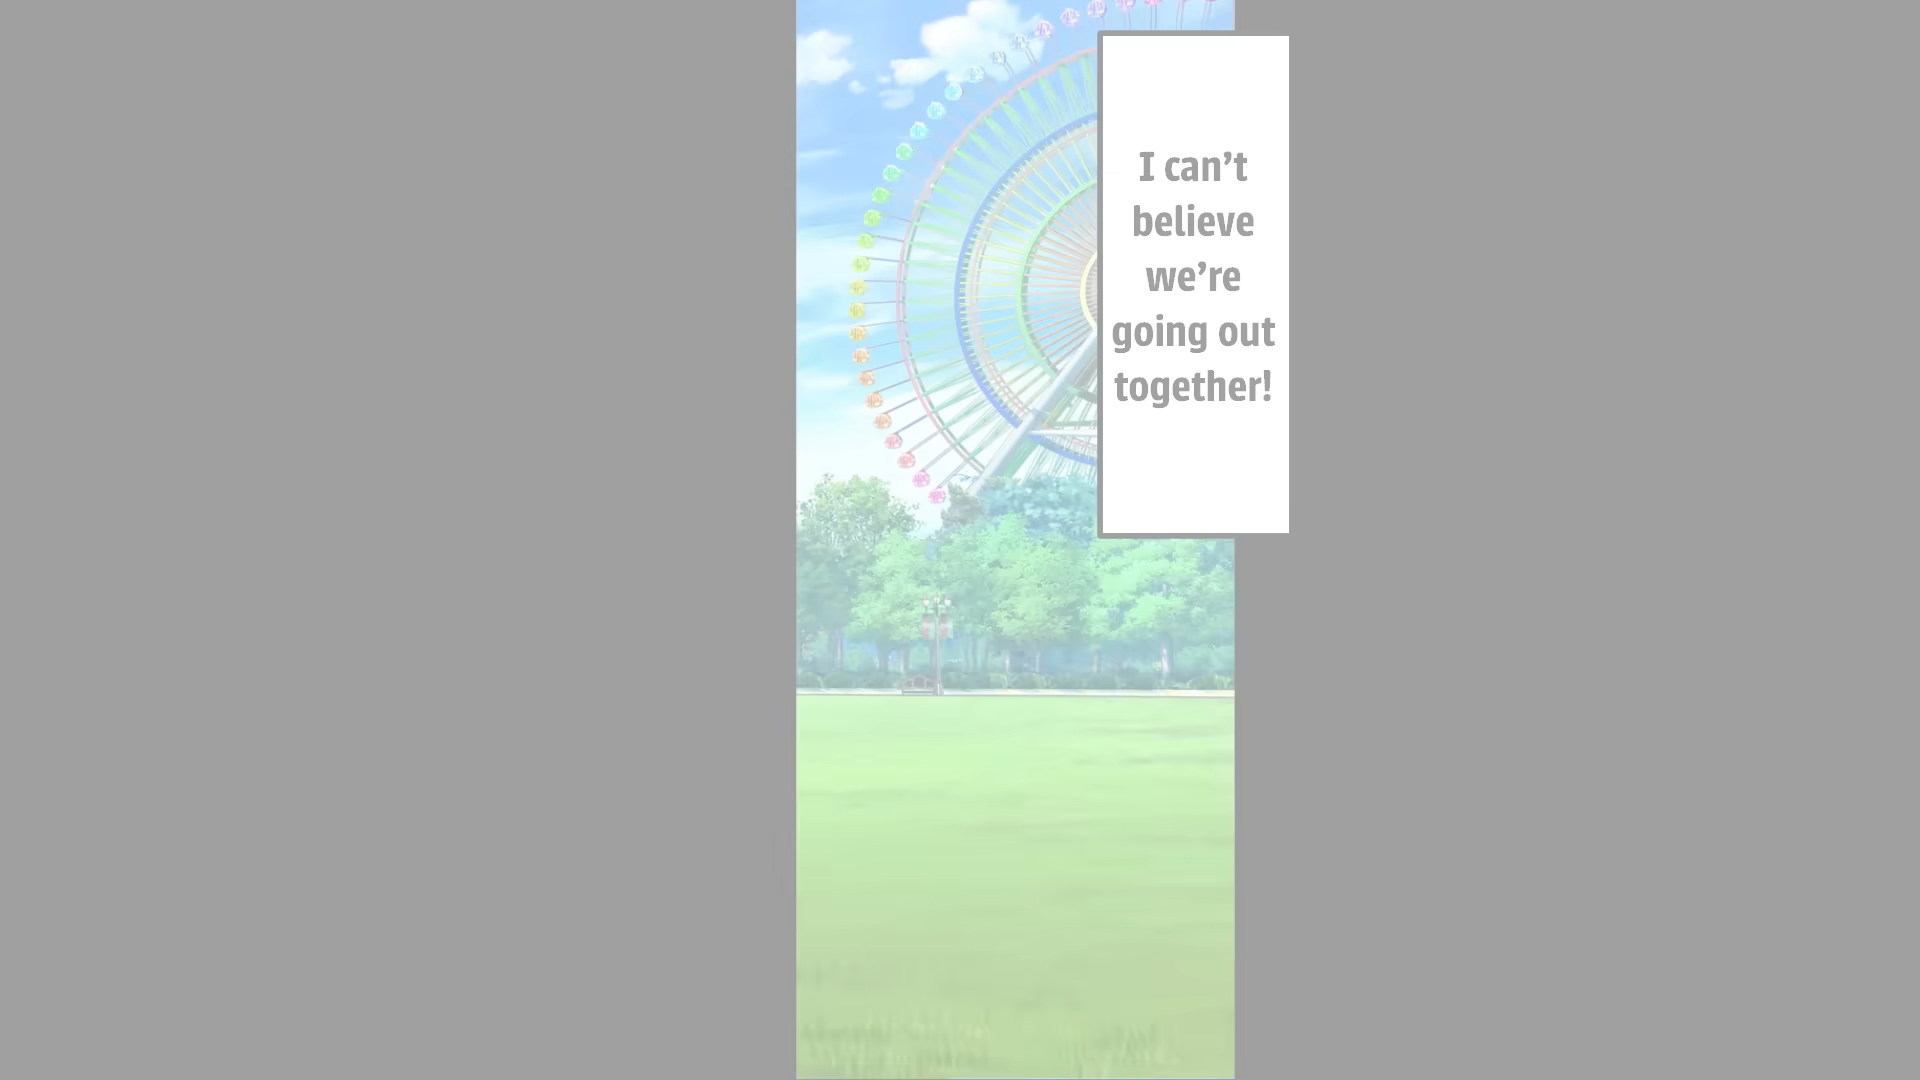 I can’t
believe
we’re
going out
together!